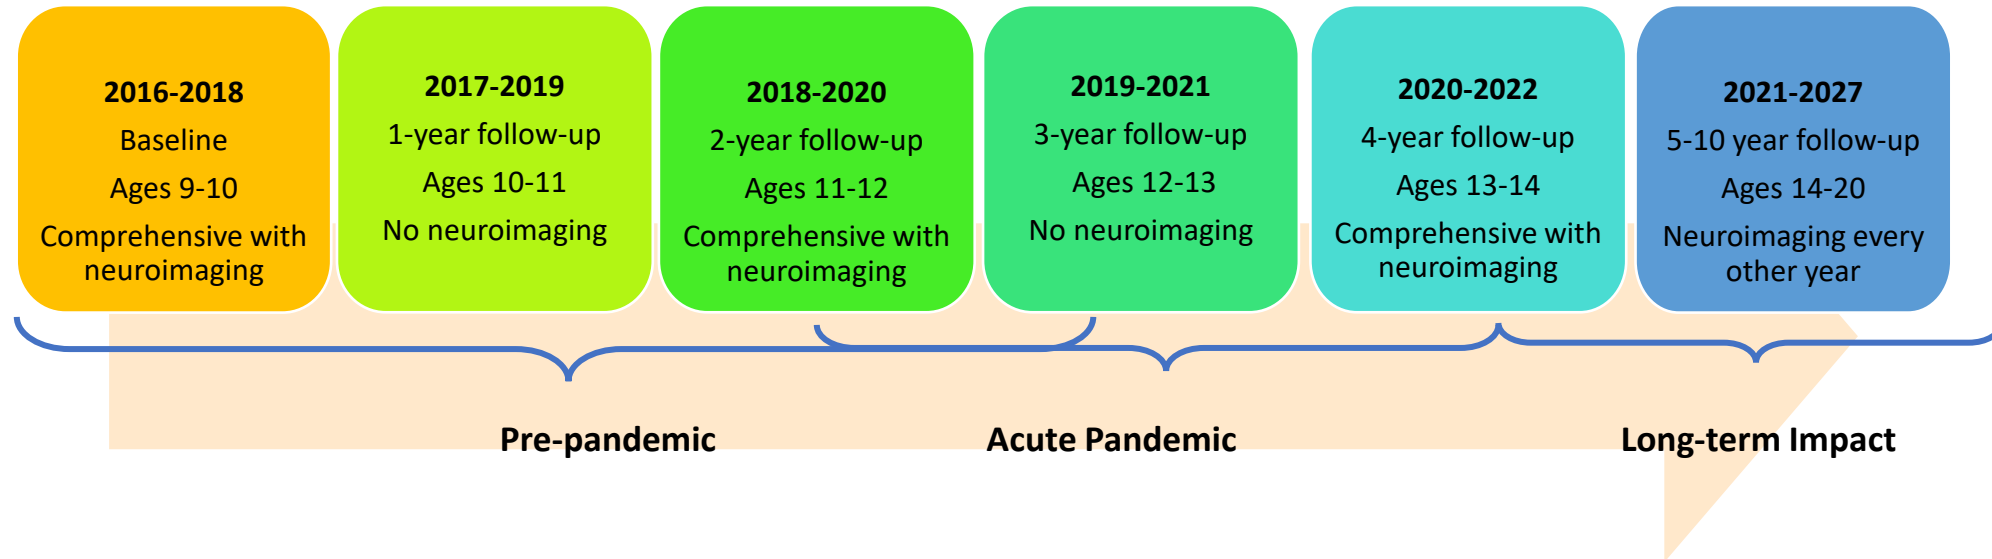 2016-2018
Baseline
Ages 9-10
Comprehensive with
neuroimaging
2017-2019
1-year follow-up
Ages 10-11
No neuroimaging
2018-2020
2-year follow-up
Ages 11-12
Comprehensive with
neuroimaging
2019-2021
3-year follow-up
Ages 12-13
No neuroimaging
2020-2022
4-year follow-up
Ages 13-14
Comprehensive with
neuroimaging
2021-2027
5-10 year follow-up
Ages 14-20
Neuroimaging every
other year
Pre-pandemic
Acute Pandemic
Long-term Impact